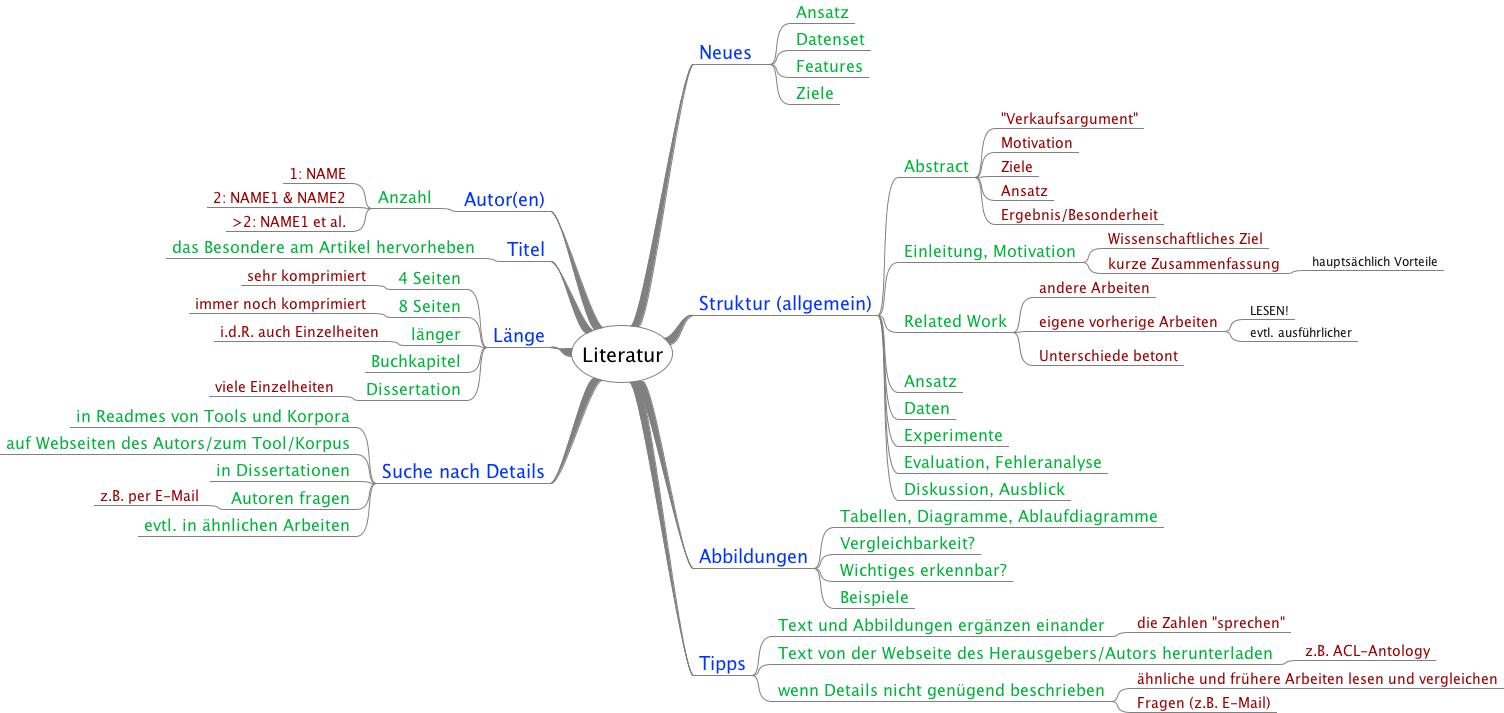 Literatur
Neues
Ansatz
Datenset
Features
Ziele
Struktur (allgemein)
Abstract
"Verkaufsargument"
Motivation
Ziele
Ansatz
Ergebnis/Besonderheit
Einleitung, Motivation
Wissenschaftliches Ziel
kurze Zusammenfassung
hauptsächlich Vorteile
Related Work
andere Arbeiten
eigene vorherige Arbeiten
LESEN!
evtl. ausführlicher
Unterschiede betont
Ansatz
Daten
Experimente
Evaluation, Fehleranalyse
Diskussion, Ausblick
Abbildungen
Tabellen, Diagramme, Ablaufdiagramme
Vergleichbarkeit?
Wichtiges erkennbar?
Beispiele
Tipps
Text und Abbildungen ergänzen einander
die Zahlen "sprechen"
Text von der Webseite des Herausgebers/Autors herunterladen
z.B. ACL-Antology
wenn Details nicht genügend beschrieben
ähnliche und frühere Arbeiten lesen und vergleichen
Fragen (z.B. E-Mail)
Autor(en)
Anzahl
1: NAME
2: NAME1 & NAME2
>2: NAME1 et al.
Titel
das Besondere am Artikel hervorheben
Länge
4 Seiten
sehr komprimiert
8 Seiten
immer noch komprimiert
länger
i.d.R. auch Einzelheiten
Buchkapitel
Dissertation
viele Einzelheiten
Suche nach Details
in Readmes von Tools und Korpora
auf Webseiten des Autors/zum Tool/Korpus
in Dissertationen
Autoren fragen
z.B. per E-Mail
evtl. in ähnlichen Arbeiten